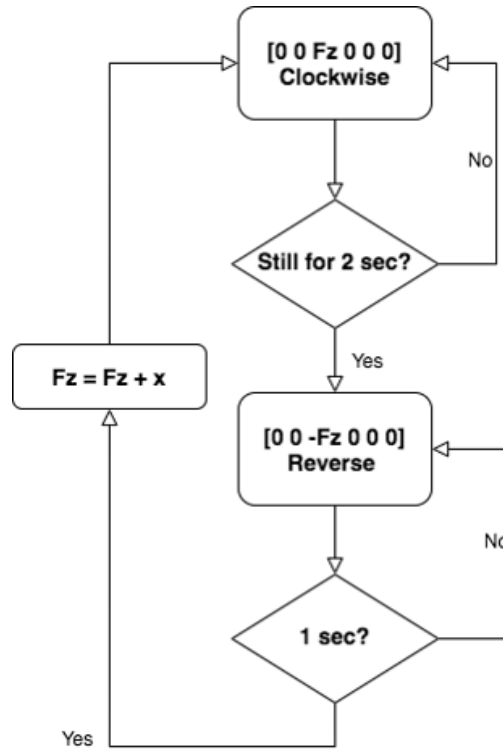 [0 0 Fz 0 0 0]
Clockwise
No
Still for 2 sec?
Yes
Fz = Fz + x
[0 0 -Fz 0 0 0]
Reverse
No
1 sec?
Yes